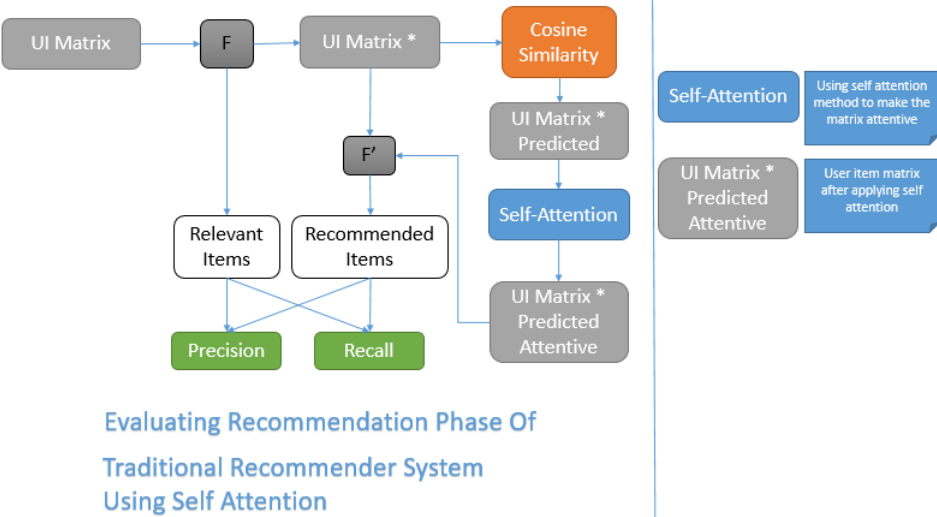 UI Matrix
F
UI Matrix *
Cosine
Similarity
UI Matrix *
Predicted
F’
Self-Attention
Relevant
Items
Recommended
Items
UI Matrix *
Predicted
Attentive
Precision
Recall
Evaluating Recommendation Phase Of
Traditional Recommender System
Using Self Attention
Self-Attention
Using self attention
method to make the
matrix attentive
UI Matrix *
Predicted
Attentive
User item matrix
after applying self
attention